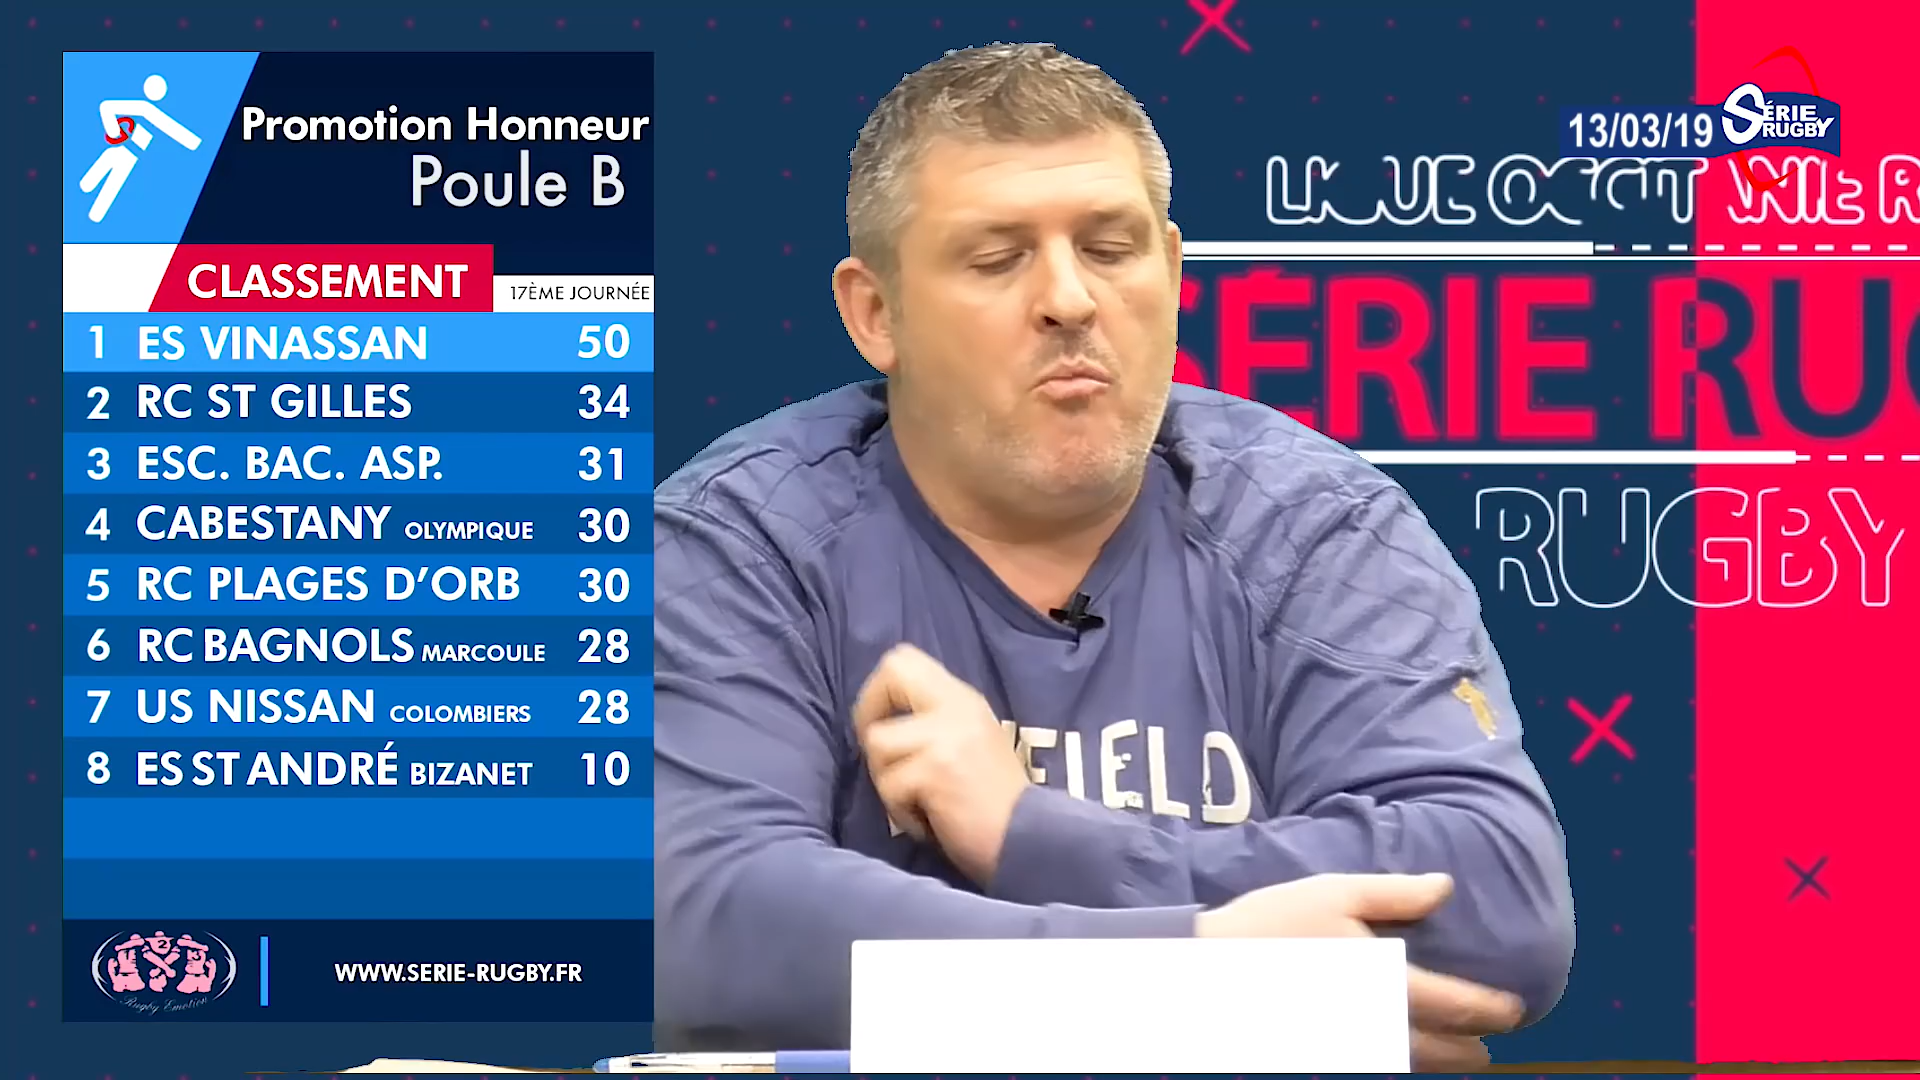 Promotion Honneur
Poule B
CLASSEMENT
17ÈME JOURNÉE
1 ES VINASSAN 50
2 RC ST GILLES 34
3 ESC. BAC. ASP. 31
4 CABESTANY OLYMPIQUE 30
5 RC PLAGES D'ORB 30
6 RC BAGNOLS MARCOULE 28
7 US NISSAN COLOMBIERS 28
8 ES ST ANDRÉ BIZANET 10
Rugby Emotion
WWW.SERIE-RUGBY.FR
13/03/19
SÉRIE
RUGBY
SÉRIE RU
RUGBY
FIELD